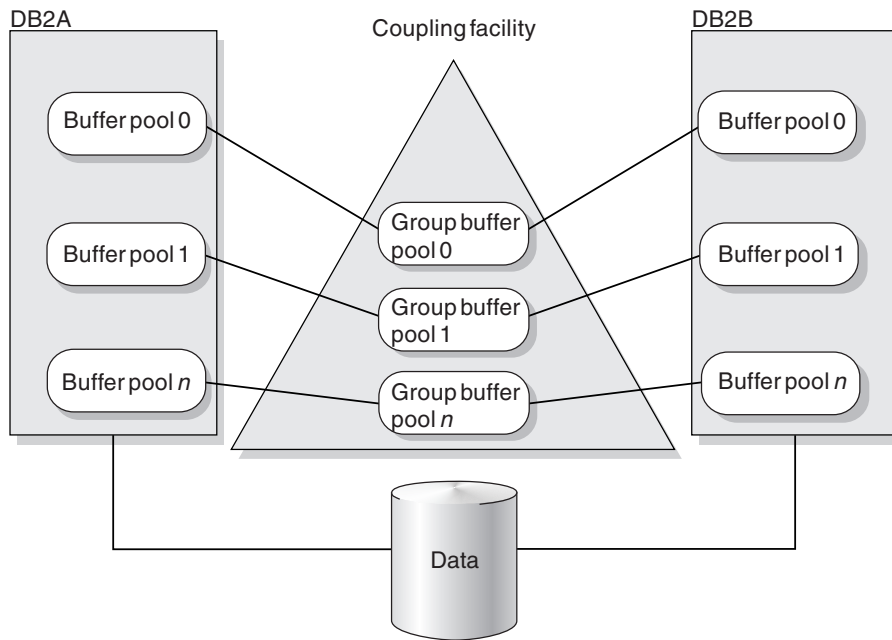 DB2A
Coupling facility
DB2B
Buffer pool 0
Buffer pool 0
Group buffer
pool 0
Buffer pool 1
Buffer pool 1
Group buffer
pool 1
Buffer pool n
Buffer pool n
Group buffer
pool n
Data